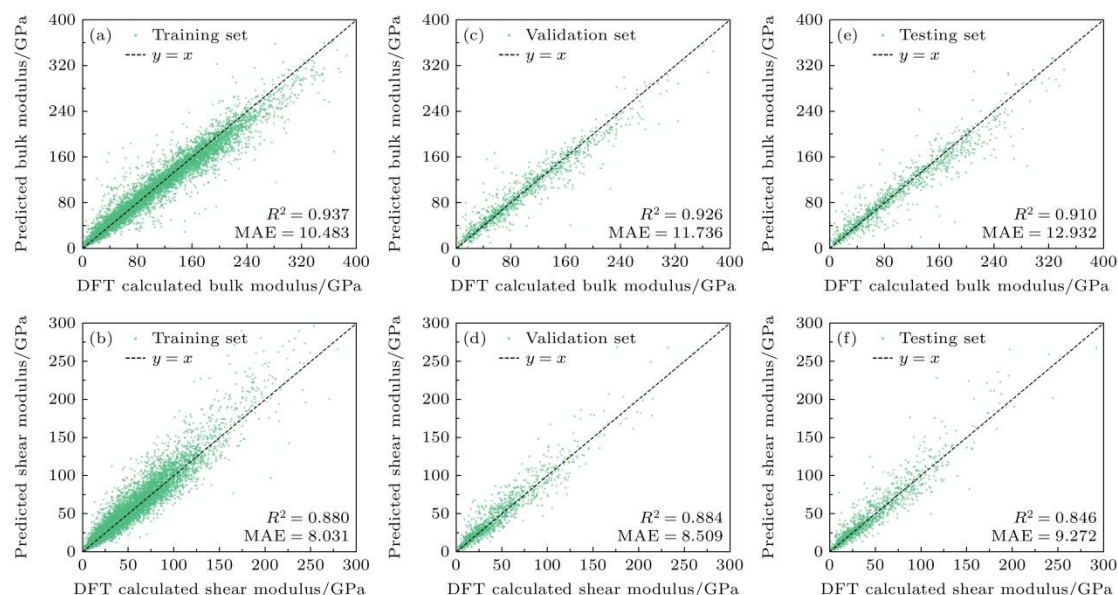 (a) Training set
y = x
400
320
240
160
80
0
Predicted bulk modulus/GPa
R² = 0.937
MAE = 10.483
0 80 160 240 320 400
DFT calculated bulk modulus/GPa
(c) Validation set
y = x
400
320
240
160
80
0
Predicted bulk modulus/GPa
R² = 0.926
MAE = 11.736
0 80 160 240 320 400
DFT calculated bulk modulus/GPa
(e) Testing set
y = x
400
320
240
160
80
0
Predicted bulk modulus/GPa
R² = 0.910
MAE = 12.932
0 80 160 240 320 400
DFT calculated bulk modulus/GPa
(b) Training set
y = x
300
250
200
150
100
50
0
Predicted shear modulus/GPa
R² = 0.880
MAE = 8.031
0 50 100 150 200 250 300
DFT calculated shear modulus/GPa
(d) Validation set
y = x
300
250
200
150
100
50
0
Predicted shear modulus/GPa
R² = 0.884
MAE = 8.509
0 50 100 150 200 250 300
DFT calculated shear modulus/GPa
(f) Testing set
y = x
300
250
200
150
100
50
0
Predicted shear modulus/GPa
R² = 0.846
MAE = 9.272
0 50 100 150 200 250 300
DFT calculated shear modulus/GPa